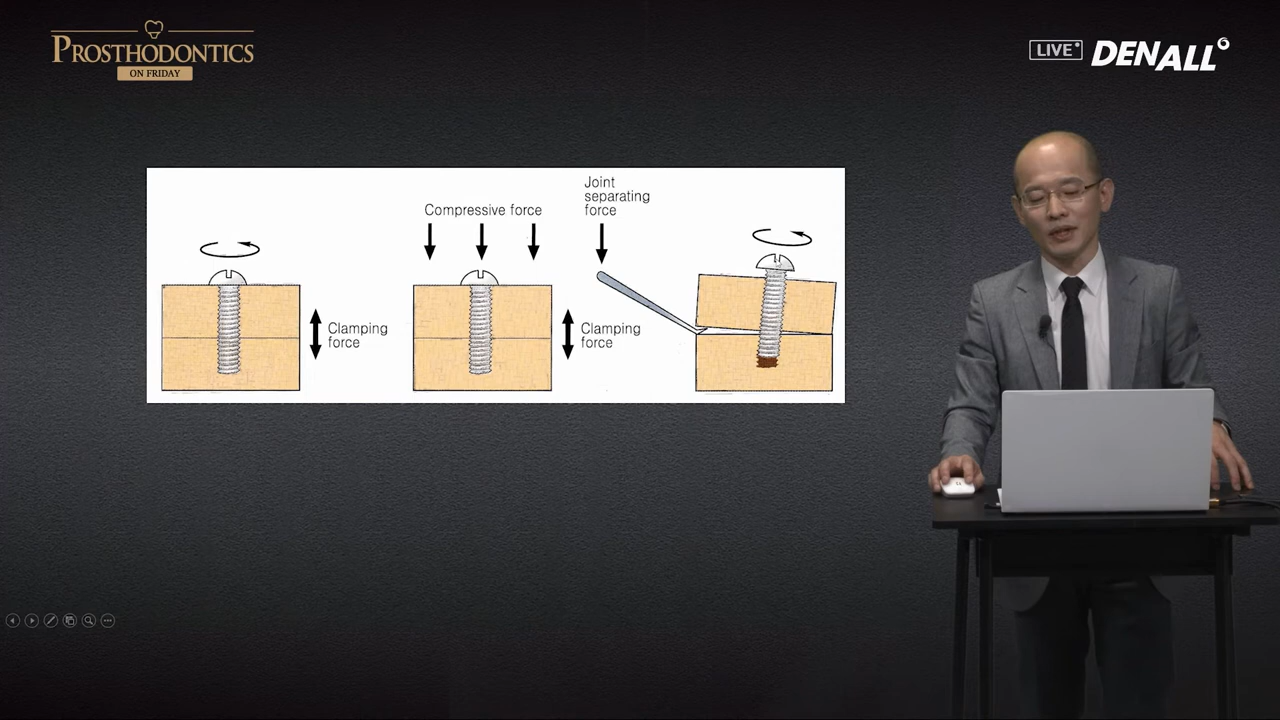 PROSTHODONTICS
ON FRIDAY
LIVE
DENALL
Compressive force
Joint
separating
force
Clamping
force
Clamping
force